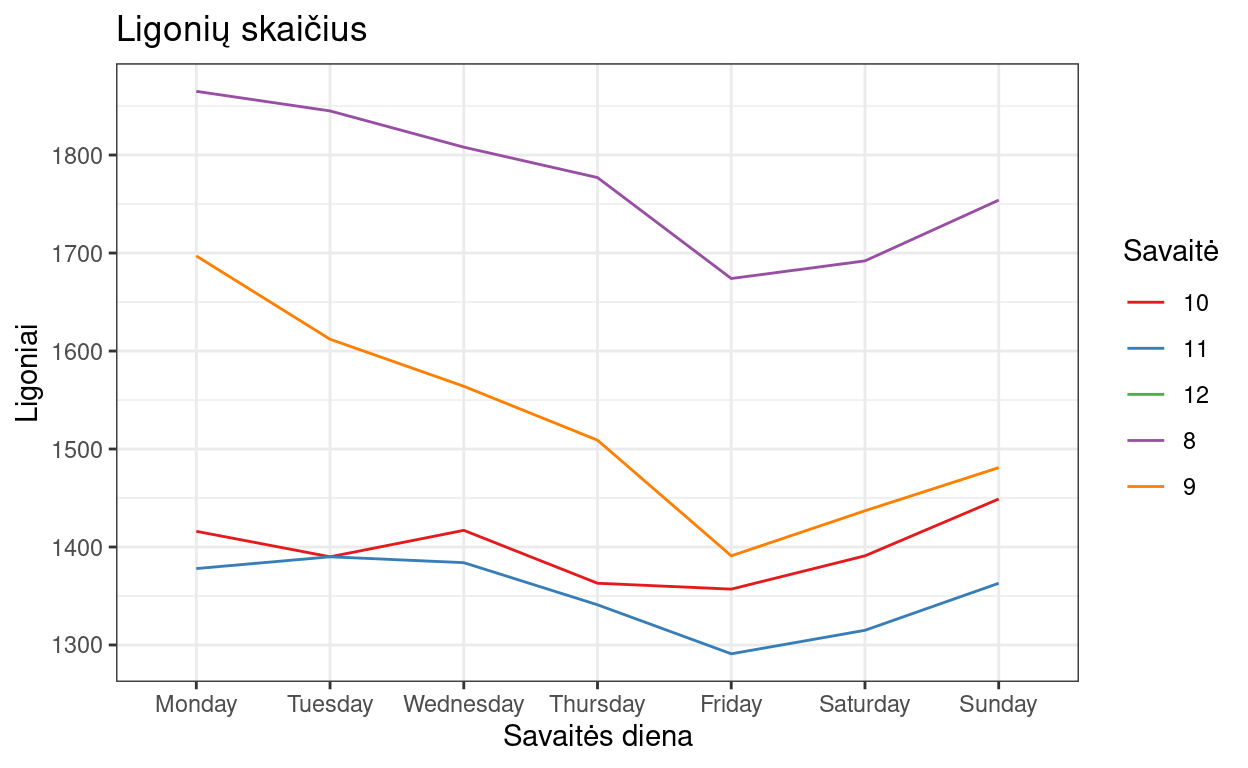 Ligonių skaičius
Ligoniai
1800
1700
1600
1500
1400
1300
Monday Tuesday Wednesday Thursday Friday Saturday Sunday
Savaitės diena
Savaitė
10
11
12
8
9